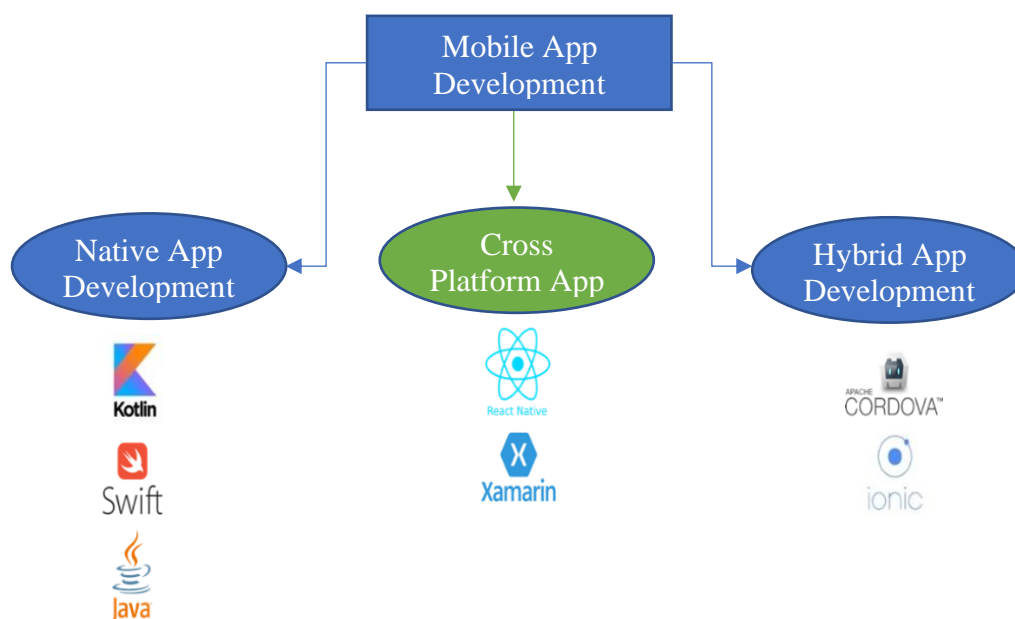 Mobile App
Development
Native App
Development
Cross
Platform App
Hybrid App
Development
Kotlin
Swift
Java
React Native
Xamarin
APACHE
CORDOVA™
ionic